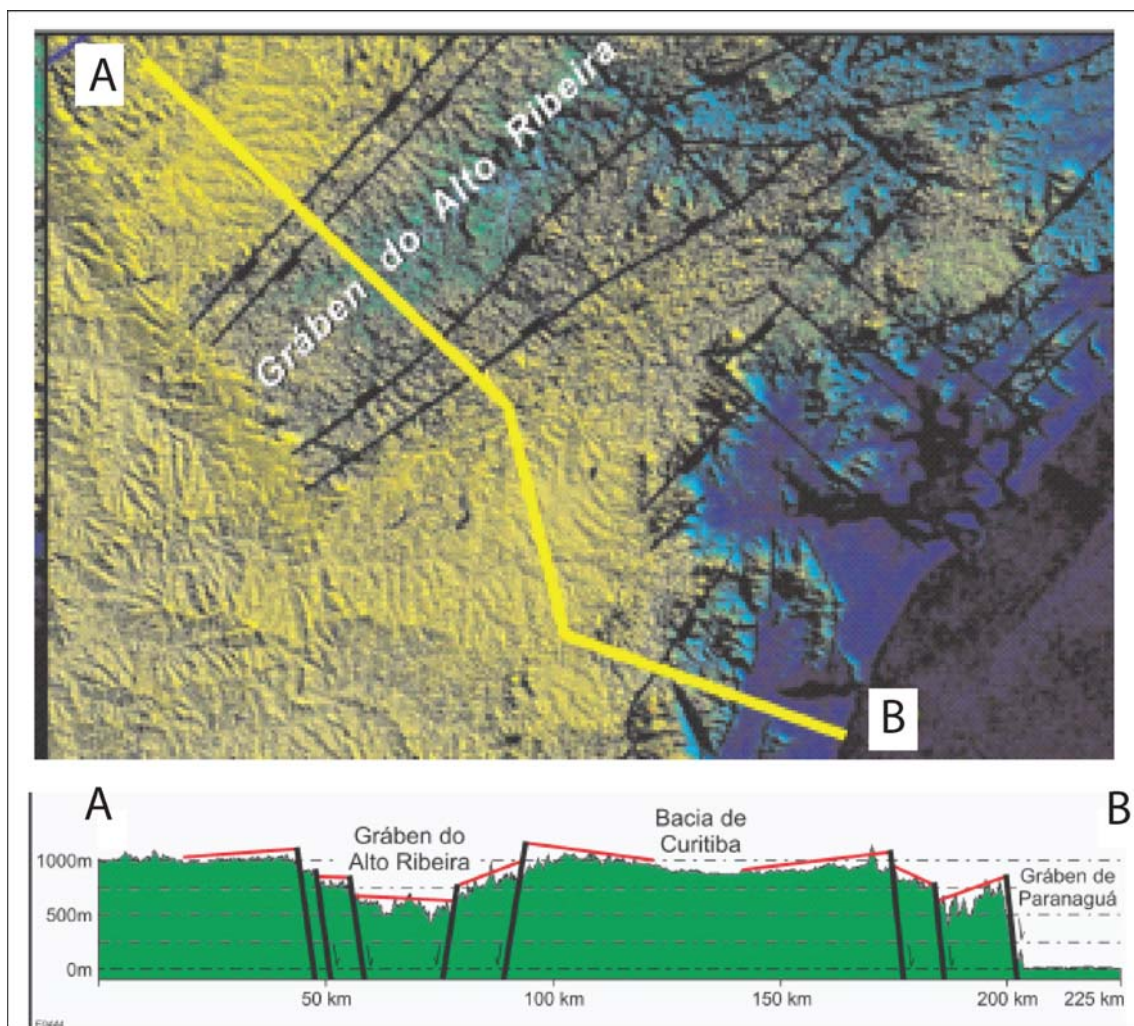 A
Gráben do Alto Ribeira
B
A
B
Gráben do
Alto Ribeira
Bacia de
Curitiba
Gráben de
Paranaguá
1000m
500m
0m
50 km
100 km
150 km
200 km
225 km